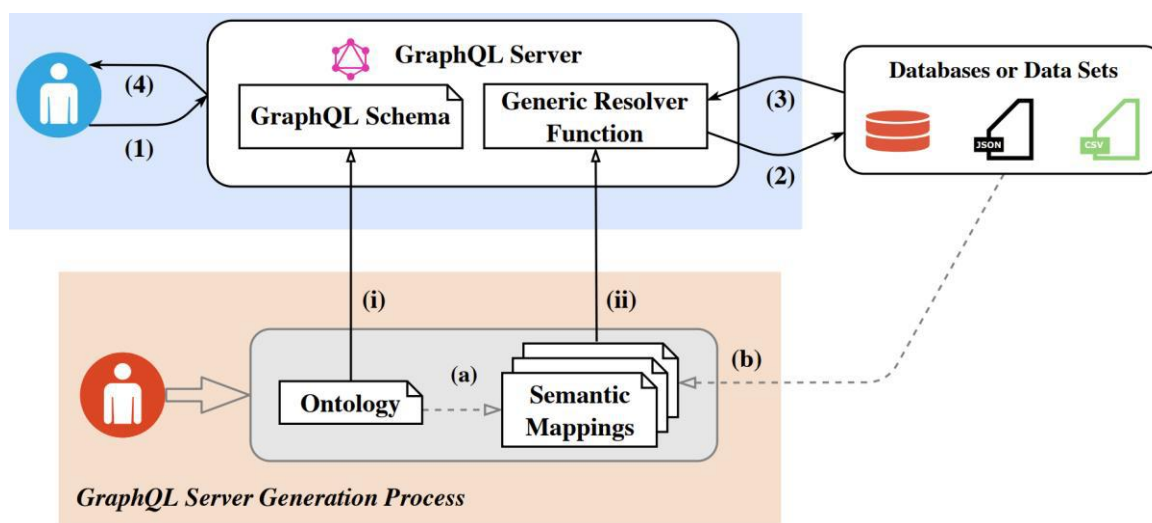 GraphQL Server
Databases or Data Sets
(4)
(3)
GraphQL Schema
Generic Resolver
Function
JSON
CSV
(1)
(2)
(i)
(ii)
(b)
(a)
Ontology
Semantic
Mappings
GraphQL Server Generation Process